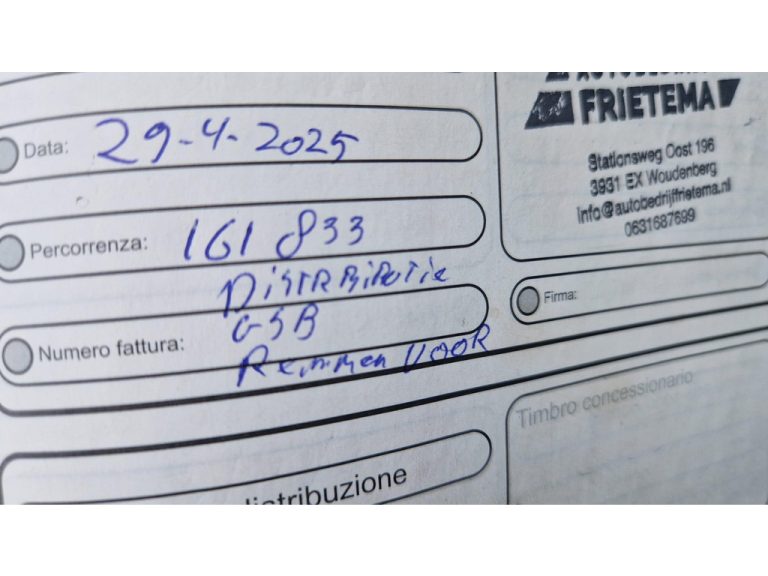 Data: 29-4-2025
Percorrenza: 161 833
DISTRIBUTIE
GSB
Numero fattura:
Remmen VOOR
FRIETEMA
Stationsweg Oost 196
3931 EX Woudenberg
info@autobedrijffrietema.nl
0631687699
Firma:
Timbro concessionario
distribuzione